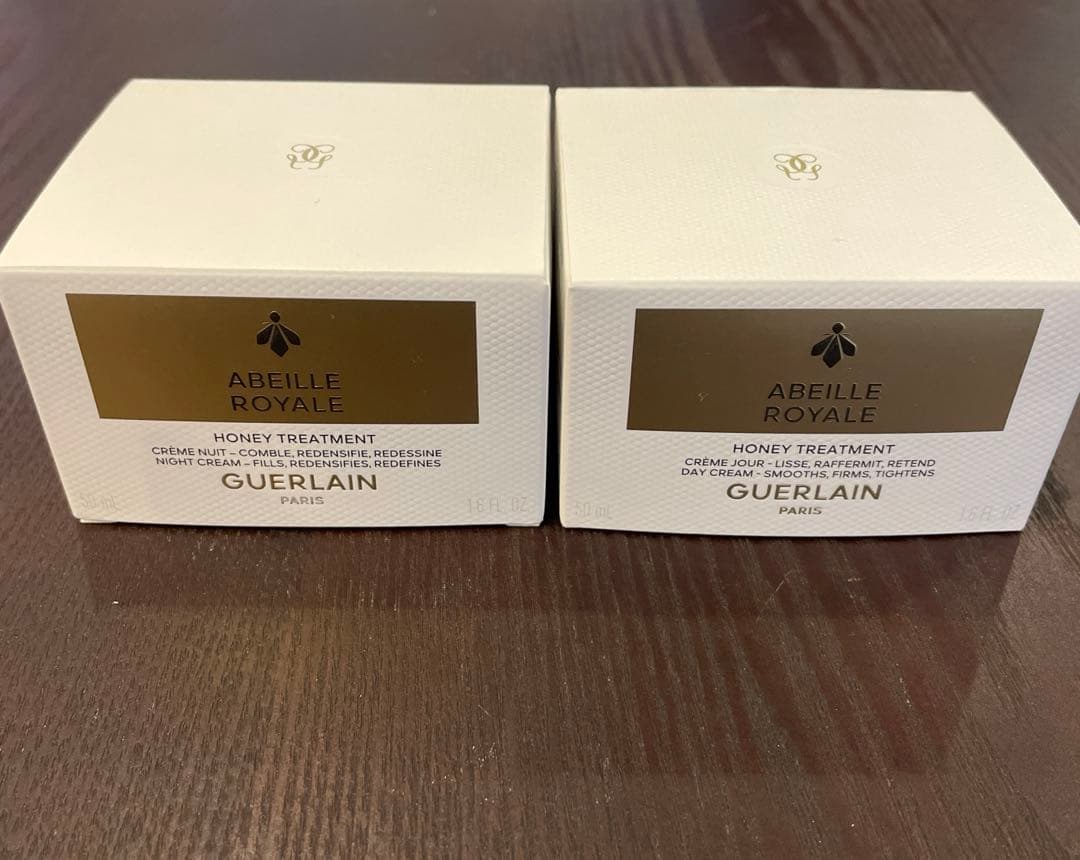 ABEILLE
ROYALE
HONEY TREATMENT
CRÈME NUIT – COMBLE, REDENSIFIE, REDESSINE
NIGHT CREAM – FILLS, REDENSIFIES, REDEFINES
GUERLAIN
PARIS
50 mL
1.6 FL. OZ
ABEILLE
ROYALE
HONEY TREATMENT
CRÈME JOUR - LISSE, RAFFERMIT, RETEND
DAY CREAM - SMOOTHS, FIRMS, TIGHTENS
GUERLAIN
PARIS
50 mL
1.6 FL. OZ